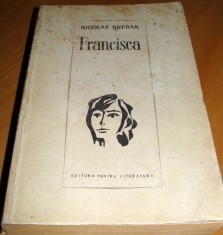 NICOLAE BREBAN
Francisca
EDITURA PENTRU LITERATURĂ